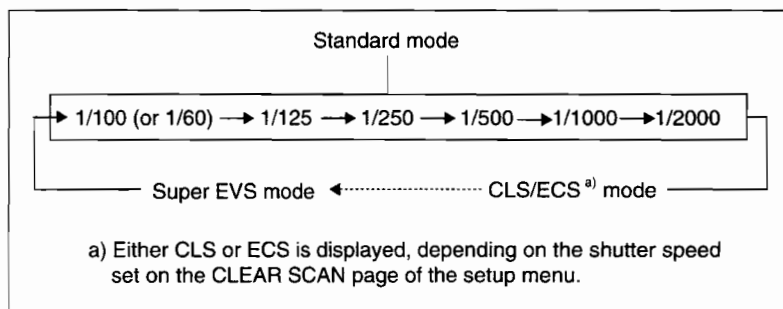 Standard mode
1/100 (or 1/60) → 1/125 → 1/250 → 1/500 → 1/1000 → 1/2000
Super EVS mode ← CLS/ECS a) mode
a) Either CLS or ECS is displayed, depending on the shutter speed
set on the CLEAR SCAN page of the setup menu.